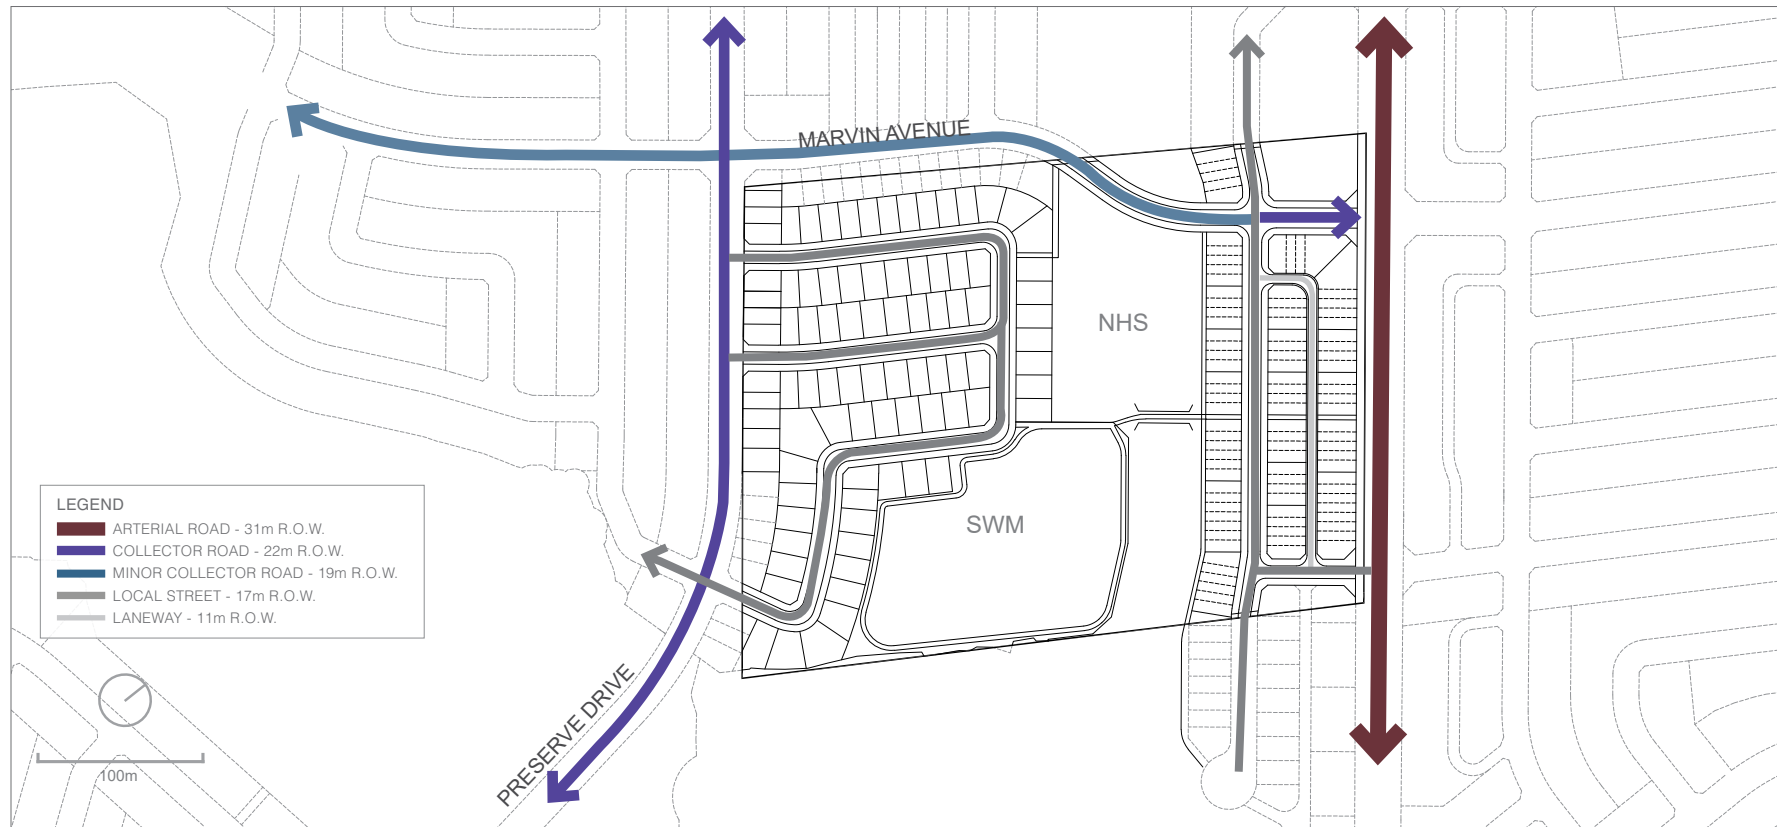 MARVIN AVENUE
NHS
SWM
LEGEND
ARTERIAL ROAD - 31m R.O.W.
COLLECTOR ROAD - 22m R.O.W.
MINOR COLLECTOR ROAD - 19m R.O.W.
LOCAL STREET - 17m R.O.W.
LANEWAY - 11m R.O.W.
PRESERVE DRIVE
100m